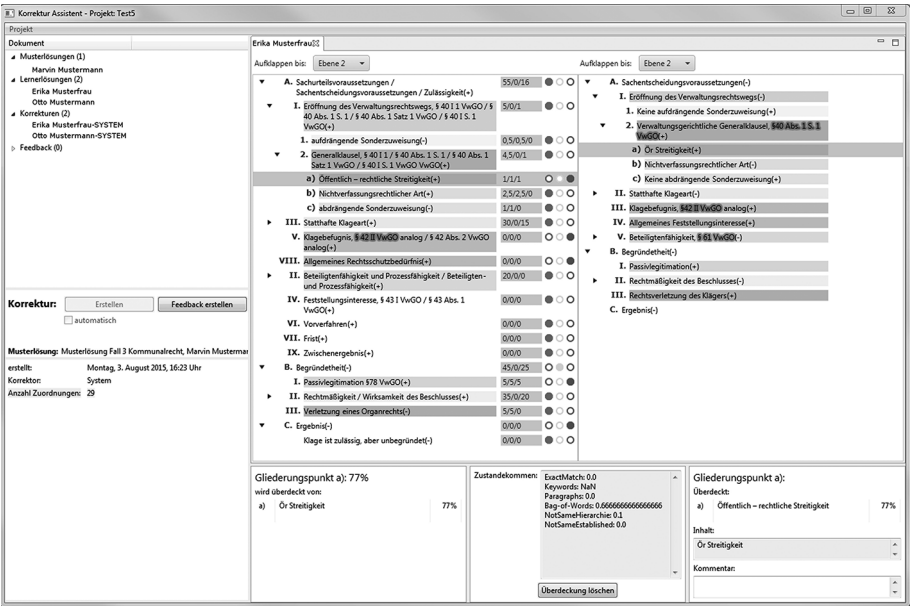 Korrektur Assistent - Projekt: Test5
Projekt
Dokument
Musterlösungen (1)
Marvin Mustermann
Lernerlösungen (2)
Erika Musterfrau
Otto Mustermann
Korrekturen (2)
Erika Musterfrau-SYSTEM
Otto Mustermann-SYSTEM
Feedback (0)
Korrektur:
Erstellen
Feedback erstellen
automatisch
Musterlösung: Musterlösung Fall 3 Kommunalrecht, Marvin Musterman
erstellt: Montag, 3. August 2015, 16:23 Uhr
Korrektor: System
Anzahl Zuordnungen: 29
Erika Musterfrau
Aufklappen bis: Ebene 2
A. Sachurteilsvoraussetzungen / 55/0/16
Sachentscheidungsvoraussetzungen / Zulässigkeit(+)
I. Eröffnung des Verwaltungsrechtswegs, § 40 I 1 VwGO / § 5/0/1
40 Abs. 1 S. 1 / § 40 Abs. 1 Satz 1 VwGO / § 40 I S. 1
VwGO(+)
1. aufdrängende Sonderzuweisung(-) 0,5/0,5/0
2. Generalklausel, § 40 I 1 / § 40 Abs. 1 S. 1 / § 40 Abs. 1 4,5/0/1
Satz 1 VwGO / § 40 I S. 1 VwGO VwGO(+)
a) Öffentlich – rechtliche Streitigkeit(+) 1/1/1
b) Nichtverfassungsrechtlicher Art(+) 2,5/2,5/0
c) abdrängende Sonderzuweisung(-) 1/1/0
III. Statthafte Klageart(+) 30/0/15
V. Klagebefugnis, § 42 II VwGO analog / § 42 Abs. 2 VwGO 0/0/0
analog(+)
VIII. Allgemeines Rechtsschutzbedürfnis(+) 0/0/0
II. Beteiligtenfähigkeit und Prozessfähigkeit / Beteiligten- 20/0/0
und Prozessfähigkeit(+)
IV. Feststellungsinteresse, § 43 I VwGO / § 43 Abs. 1 0/0/0
VwGO(+)
VI. Vorverfahren(+) 0/0/0
VII. Frist(+) 0/0/0
IX. Zwischenergebnis(+) 0/0/0
B. Begründetheit(-) 45/0/25
I. Passivlegitimation §78 VwGO(+) 5/5/5
II. Rechtmäßigkeit / Wirksamkeit des Beschlusses(+) 35/0/20
III. Verletzung eines Organrechts(-) 5/5/0
C. Ergebnis(-) 0/0/0
Klage ist zulässig, aber unbegründet(-) 0/0/0
Aufklappen bis: Ebene 2
A. Sachentscheidungsvoraussetzungen(-)
I. Eröffnung des Verwaltungsrechtswegs(-)
1. Keine aufdrängende Sonderzuweisung(+)
2. Verwaltungsgerichtliche Generalklausel, §40 Abs. 1 S. 1
VwGO(+)
a) Ör Streitigkeit(+)
b) Nichtverfassungsrechtlicher Art(-)
c) Keine abdrängende Sonderzuweisung(+)
II. Statthafte Klageart(-)
III. Klagebefugnis, §42 II VwGO analog(+)
IV. Allgemeines Feststellungsinteresse(+)
V. Beteiligtenfähigkeit, § 61 VwGO(-)
B. Begründetheit(-)
I. Passivlegitimation(+)
II. Rechtmäßigkeit des Beschlusses(-)
III. Rechtsverletzung des Klägers(+)
C. Ergebnis(-)
Gliederungspunkt a): 77%
wird überdeckt von:
a) Ör Streitigkeit 77%
Zustandekommen:
ExactMatch: 0.0
Keywords: NaN
Paragraphs: 0.0
Bag-of-Words: 0.6666666666666666
NotSameHierarchie: 0.1
NotSameEstablished: 0.0
Überdeckung löschen
Gliederungspunkt a):
Überdeckt:
a) Öffentlich – rechtliche Streitigkeit 77%
Inhalt:
Ör Streitigkeit
Kommentar: